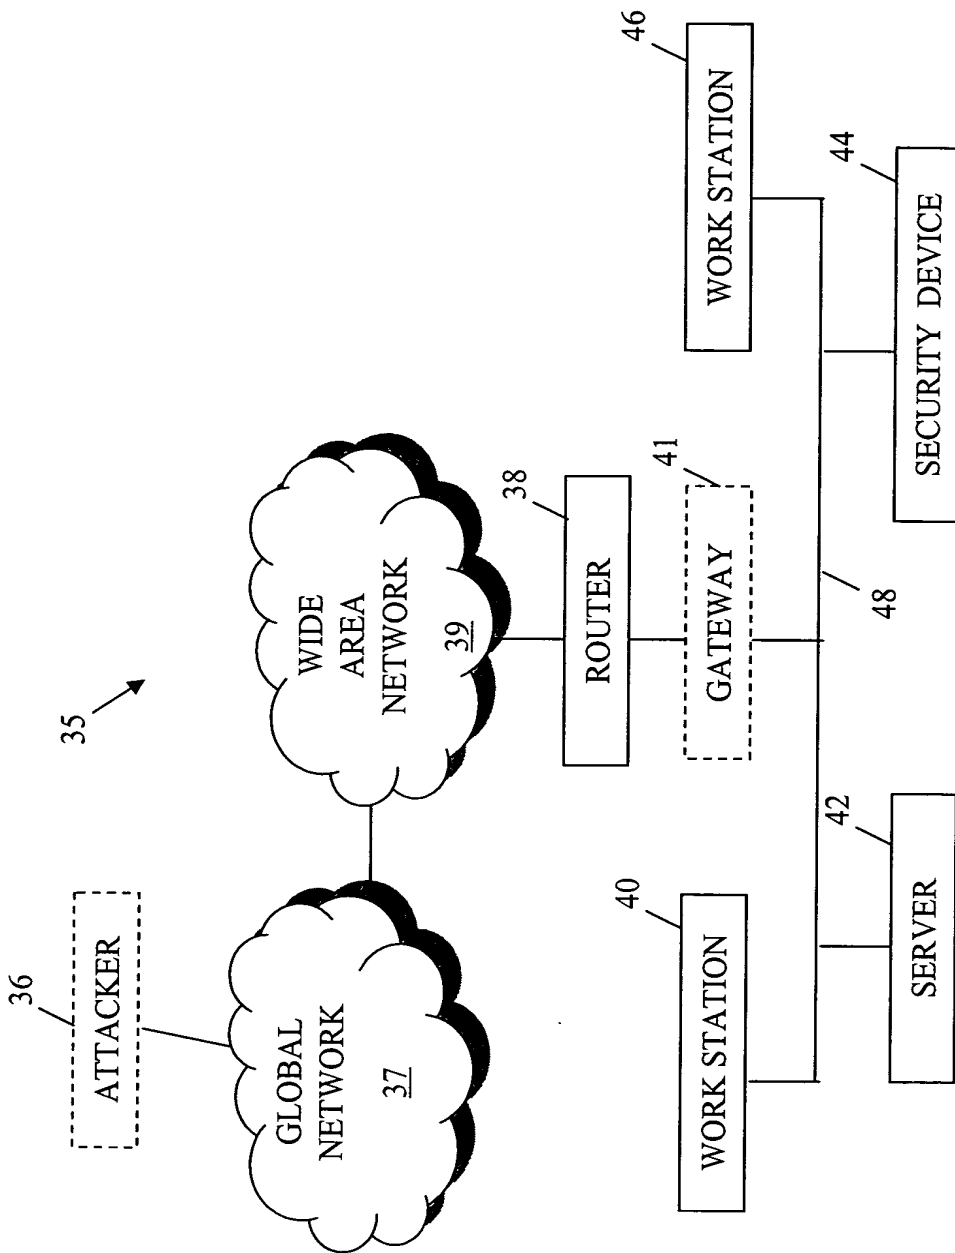 36
ATTACKER
35
GLOBAL
NETWORK
37
WIDE
AREA
NETWORK
39
38
ROUTER
41
GATEWAY
40
WORK STATION
46
WORK STATION
48
42
SERVER
44
SECURITY DEVICE